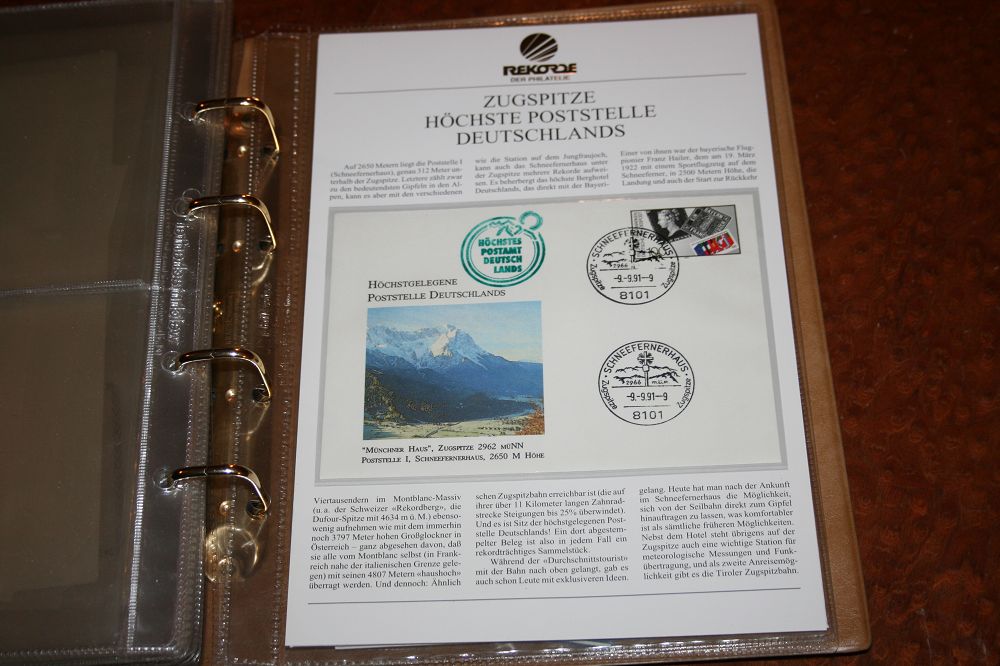 REKORDE
DER PHILATELIE
ZUGSPITZE
HÖCHSTE POSTSTELLE
DEUTSCHLANDS
Auf 2650 Metern liegt die Poststelle I
(Schneefernerhaus), genau 312 Meter un-
terhalb der Zugspitze. Letztere zählt zwar
zu den bedeutendsten Gipfeln in den Al-
pen, kann es aber mit den verschiedenen
wie die Station auf dem Jungfraujoch,
kann auch das Schneefernerhaus unter
der Zugspitze mehrere Rekorde aufwei-
sen. Es beherbergt das höchste Berghotel
Deutschlands, das direkt mit der Bayeri-
Einer von ihnen war der bayerische Flug-
pionier Franz Hailer, dem am 19. März
1922 mit einem Sportflugzeug auf dem
Schneeferner, in 2500 Metern Höhe, die
Landung und auch der Start zur Rückkehr
HÖCHSTES
POSTAMT
DEUTSCH
LANDS
SCHNEEFERNERHAUS
2966
Zugspitze
Zugspitze
-9.-9.91-9
8101
HÖCHSTGELEGENE
POSTSTELLE DEUTSCHLANDS
SCHNEEFERNERHAUS
2966 m.ü.M.
Zugspitze
Zugspitze
-9.-9.91-9
8101
"MÜNCHNER HAUS", ZUGSPITZE 2962 MÜNN
POSTSTELLE I, SCHNEEFERNERHAUS, 2650 M HÖHE
Viertausendern im Montblanc-Massiv
(u. a. der Schweizer «Rekordberg», die
Dufour-Spitze mit 4634 m ü. M.) ebenso-
wenig aufnehmen wie mit dem immerhin
noch 3797 Meter hohen Großglockner in
Österreich – ganz abgesehen davon, daß
sie alle vom Montblanc selbst (in Frank-
reich nahe der italienischen Grenze gele-
gen) mit seinen 4807 Metern «haushoch»
überragt werden. Und dennoch: Ähnlich
schen Zugspitzbahn erreichbar ist (die auf
ihrer über 11 Kilometer langen Zahnrad-
strecke Steigungen bis 25% überwindet).
Und es ist Sitz der höchstgelegenen Post-
stelle Deutschlands! Ein dort abgestem-
pelter Beleg ist also in jedem Fall ein
rekordträchtiges Sammelstück.
Während der «Durchschnittstourist»
mit der Bahn nach oben gelangt, gab es
auch schon Leute mit exklusiveren Ideen.
gelang. Heute hat man nach der Ankunft
im Schneefernerhaus die Möglichkeit,
sich von der Seilbahn direkt zum Gipfel
hinauftragen zu lassen, was komfortabler
ist als sämtliche früheren Möglichkeiten.
Nebst dem Hotel steht übrigens auf der
Zugspitze auch eine wichtige Station für
meteorologische Messungen und Funk-
übertragung, und als zweite Anreisemög-
lichkeit gibt es die Tiroler Zugspitzbahn.